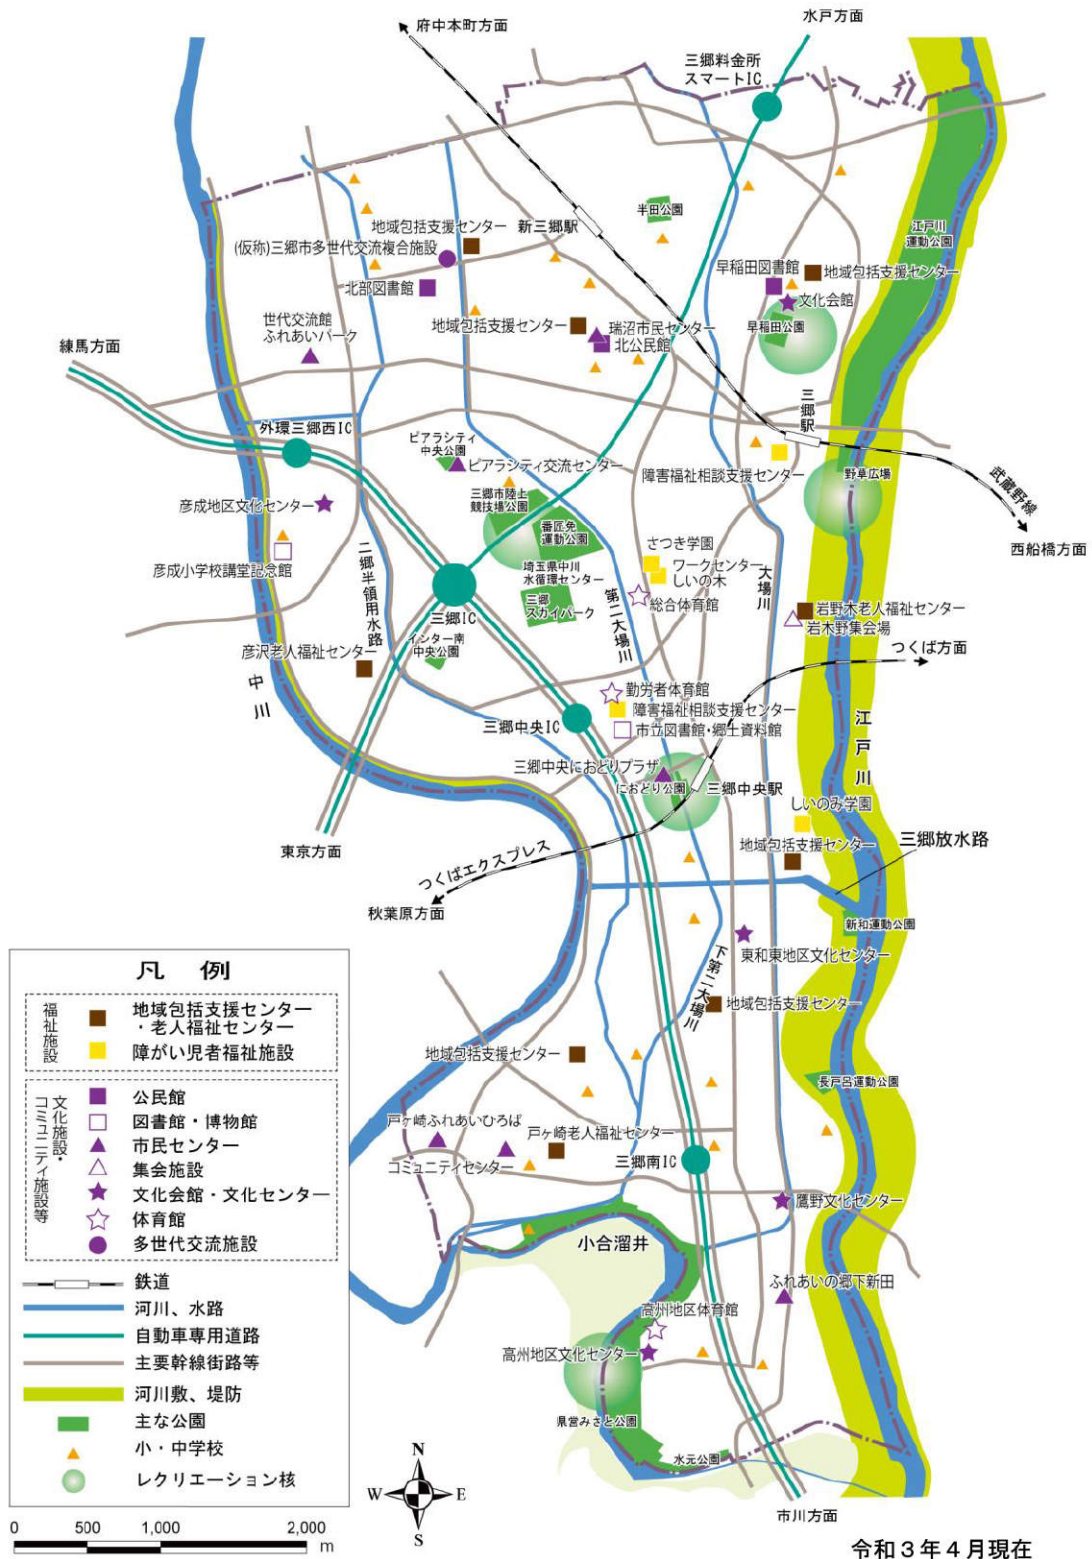 水戸方面
府中本町方面
三郷料金所
スマートIC
半田公園
江戸川
運動公園
地域包括支援センター
新三郷駅
(仮称)三郷市多世代交流複合施設
北部図書館
早稲田図書館
地域包括支援センター
文化会館
早稲田公園
世代交流館
ふれあいパーク
地域包括支援センター
瑞沼市民センター
北公民館
練馬方面
三郷駅
外環三郷西IC
ピアラシティ
中央公園
ピアラシティ交流センター
障害福祉相談支援センター
野草広場
武蔵野線
西船橋方面
三郷市陸上
競技場公園
番匠免
運動公園
彦成地区文化センター
彦成小学校講堂記念館
二郷半領用水路
埼玉県中川
水循環センター
三郷
スカイパーク
さつき学園
ワークセンター
しいの木
総合体育館
第二大場川
大場川
三郷IC
岩野木老人福祉センター
岩木野集会場
つくば方面
インター南
中央公園
彦沢老人福祉センター
中川
勤労者体育館
障害福祉相談支援センター
市立図書館・郷土資料館
三郷中央IC
江戸川
三郷中央におどりプラザ
におどり公園
三郷中央駅
しいのみ学園
地域包括支援センター
三郷放水路
東京方面
つくばエクスプレス
秋葉原方面
新和運動公園
東和東地区文化センター
下第二大場川
地域包括支援センター
地域包括支援センター
長戸呂運動公園
戸ヶ崎ふれあいひろば
戸ヶ崎老人福祉センター
コミュニティセンター
三郷南IC
鷹野文化センター
小合溜井
ふれあいの郷下新田
高州地区体育館
高州地区文化センター
県営みさと公園
水元公園
市川方面
凡 例
福祉施設
地域包括支援センター
・老人福祉センター
障がい児者福祉施設
文化施設・
コミュニティ施設等
公民館
図書館・博物館
市民センター
集会施設
文化会館・文化センター
体育館
多世代交流施設
鉄道
河川、水路
自動車専用道路
主要幹線街路等
河川敷、堤防
主な公園
小・中学校
レクリエーション核
N
W
E
S
0 500 1,000 2,000
m
令和３年４月現在